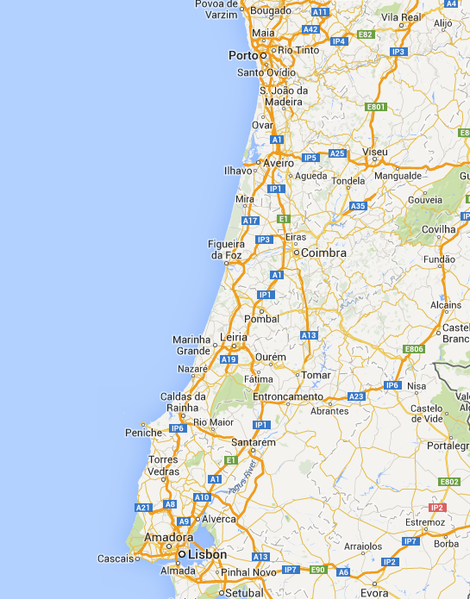 Povoa de
Varzim
Bougado
A11
A4
Vila Real
Alijó
Maia
A42
E82
IP4
IP3
Porto
Rio Tinto
Santo Ovídio
S. João da
Madeira
E801
Ovar
A1
Viseu
IP5
A25
Aveiro
Ilhavo
Agueda
Tondela
Mangualde
IP1
Mira
A35
Gouveia
A17
E1
Covilha
Figueira
da Foz
IP3
Eiras
Coimbra
Fundão
A1
IP1
Alcains
Pombal
A13
Castelo
Branc
Marinha
Grande
Leiria
E806
A19
Ourém
Nazaré
Fátima
Tomar
IP6
Nisa
Caldas da
Rainha
Entroncamento
A23
Abrantes
Castelo
de Vide
Peniche
IP6
Rio Maior
IP1
Santarem
Portalegr
Torres
Vedras
E1
A1
Tagus River
E802
A10
A21
A8
IP2
A9
Alverca
Estremoz
Amadora
Arraiolos
IP7
Borba
Lisbon
Cascais
A13
IP2
Almada
Pinhal Novo
IP7
E90
A6
Setubal
Evora